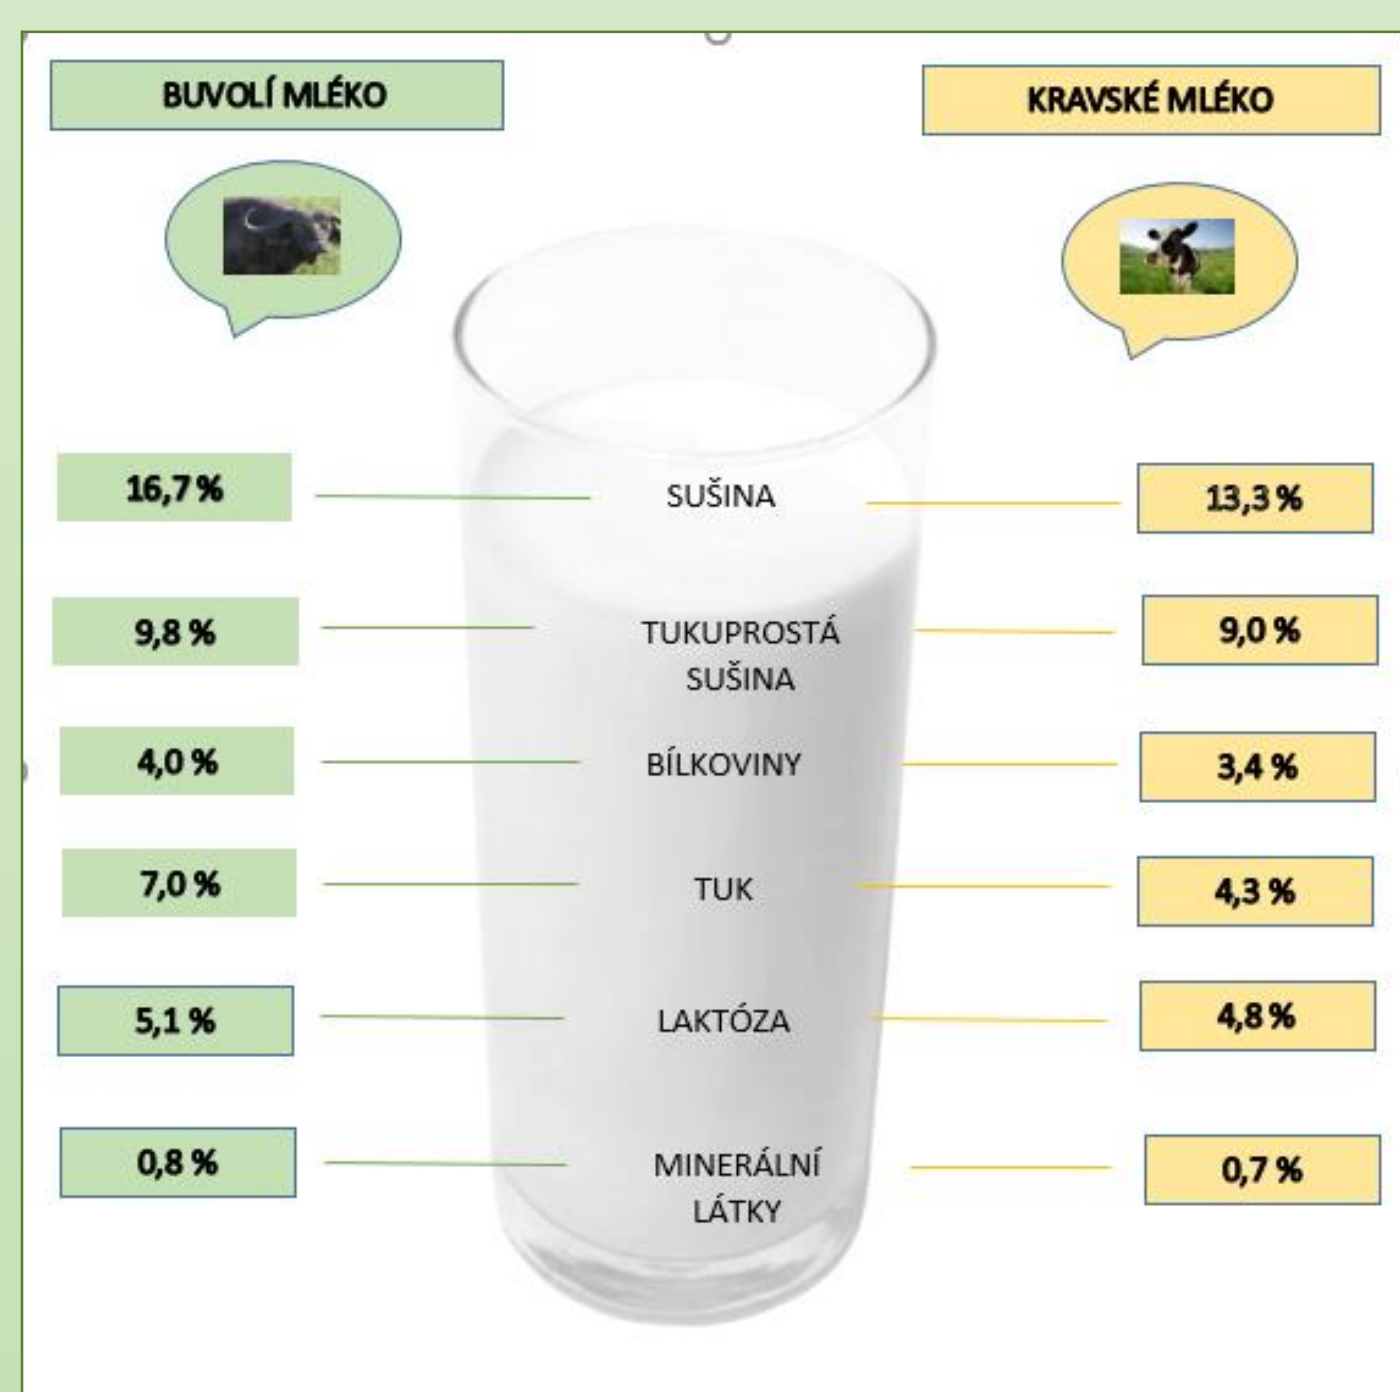 BUVOLÍ MLÉKO
KRAVSKÉ MLÉKO
16,7 %
SUŠINA
13,3 %
9,8 %
TUKUPROSTÁ
SUŠINA
9,0 %
4,0 %
BÍLKOVINY
3,4 %
7,0 %
TUK
4,3 %
5,1 %
LAKTÓZA
4,8 %
0,8 %
MINERÁLNÍ
LÁTKY
0,7 %